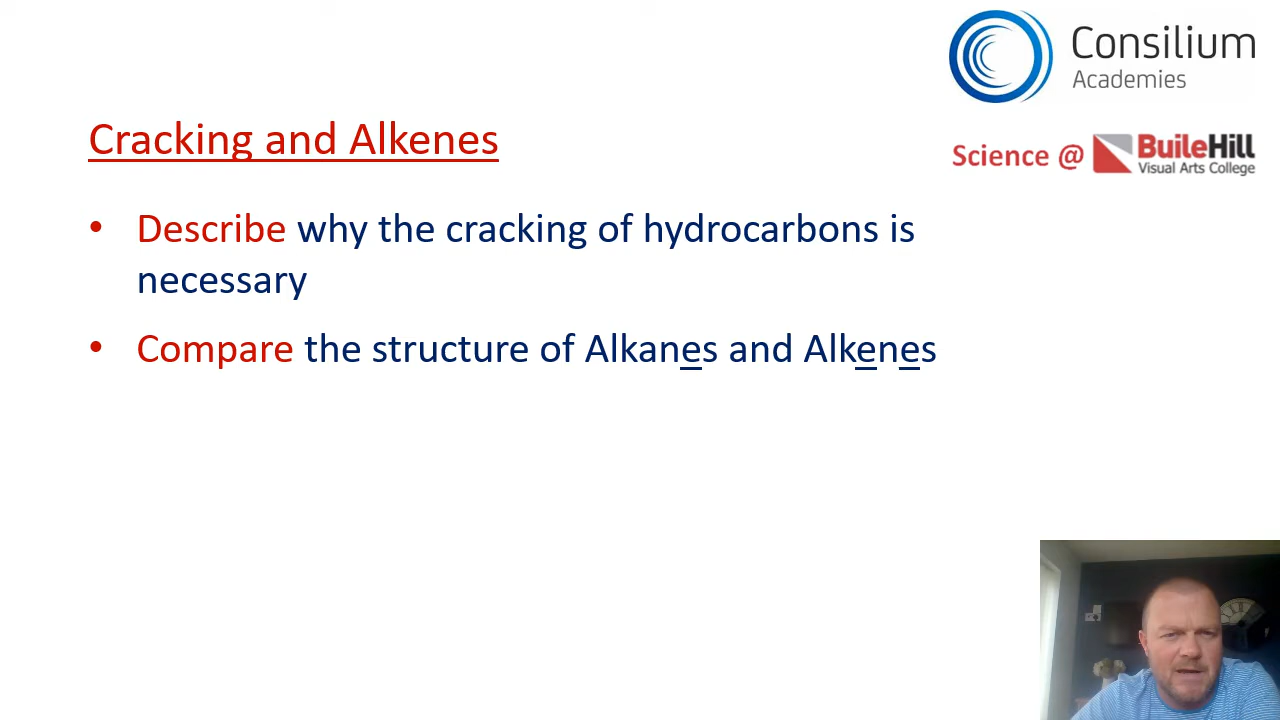 Consilium
Academies
Cracking and Alkenes
Science @ BuileHill
Visual Arts College
• Describe why the cracking of hydrocarbons is
necessary
• Compare the structure of Alkanes and Alkenes